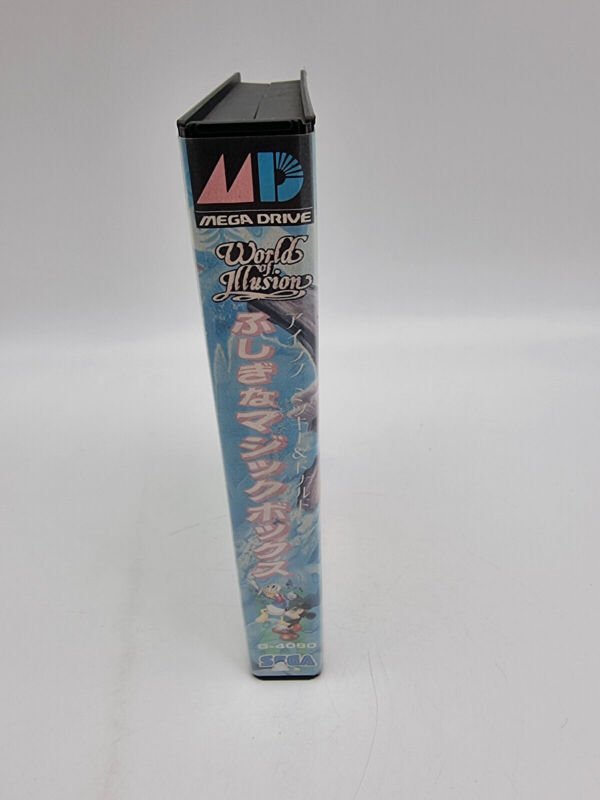 MD
MEGA DRIVE
World
of
Illusion
アイラブ ミッキー&ドナルド
ふしぎなマジックボックス
G-4080
SEGA